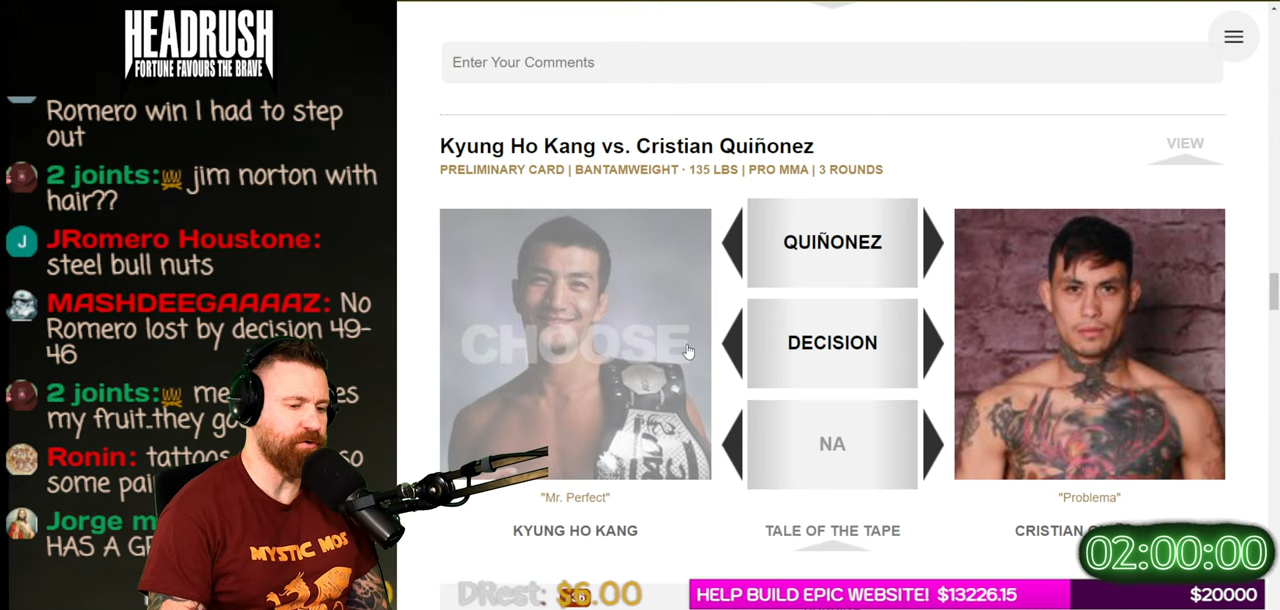 HEADRUSH
FORTUNE FAVOURS THE BRAVE
Romero win I had to step
out
2 joints: jim norton with
hair??
J
JRomero Houstone:
steel bull nuts
MASHDEEGAAAAZ: No
Romero lost by decision 49-
46
2 joints:
my fruit..they
Ronin: tattoos so
some
Jorge
HAS A
MYSTIC MOS
Enter Your Comments
Kyung Ho Kang vs. Cristian Quiñonez
VIEW
PRELIMINARY CARD | BANTAMWEIGHT · 135 LBS | PRO MMA | 3 ROUNDS
CHOOSE
QUIÑONEZ
DECISION
NA
"Mr. Perfect"
"Problema"
KYUNG HO KANG
TALE OF THE TAPE
CRISTIAN
02:00:00
DRest: $6.00
HELP BUILD EPIC WEBSITE! $13226.15
$20000